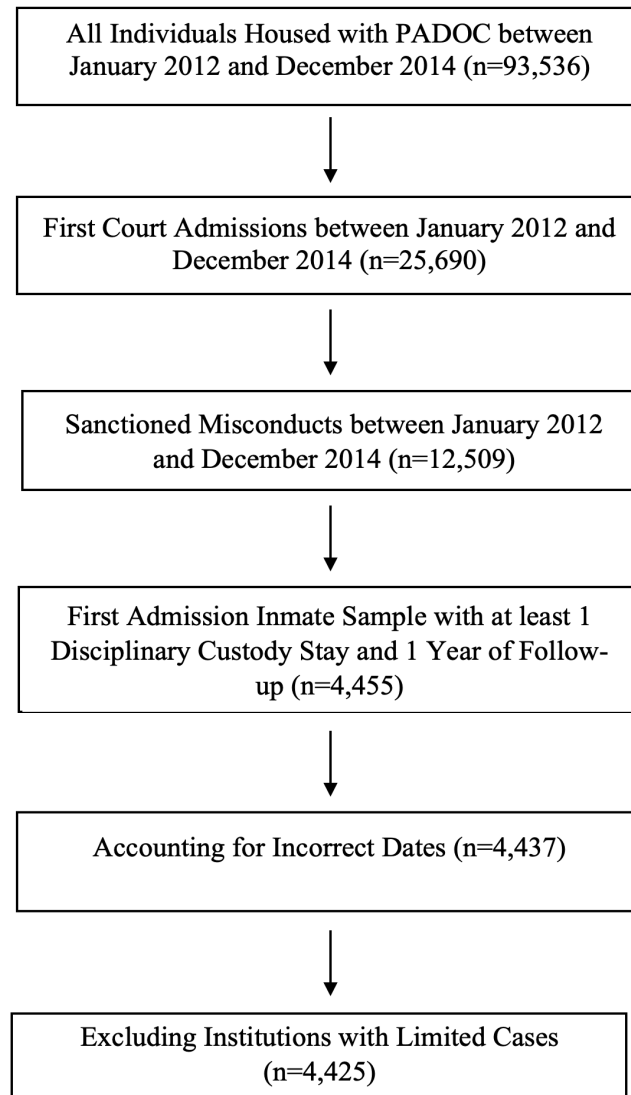 All Individuals Housed with PADOC between
January 2012 and December 2014 (n=93,536)
First Court Admissions between January 2012 and
December 2014 (n=25,690)
Sanctioned Misconducts between January 2012
and December 2014 (n=12,509)
First Admission Inmate Sample with at least 1
Disciplinary Custody Stay and 1 Year of Follow-
up (n=4,455)
Accounting for Incorrect Dates (n=4,437)
Excluding Institutions with Limited Cases
(n=4,425)